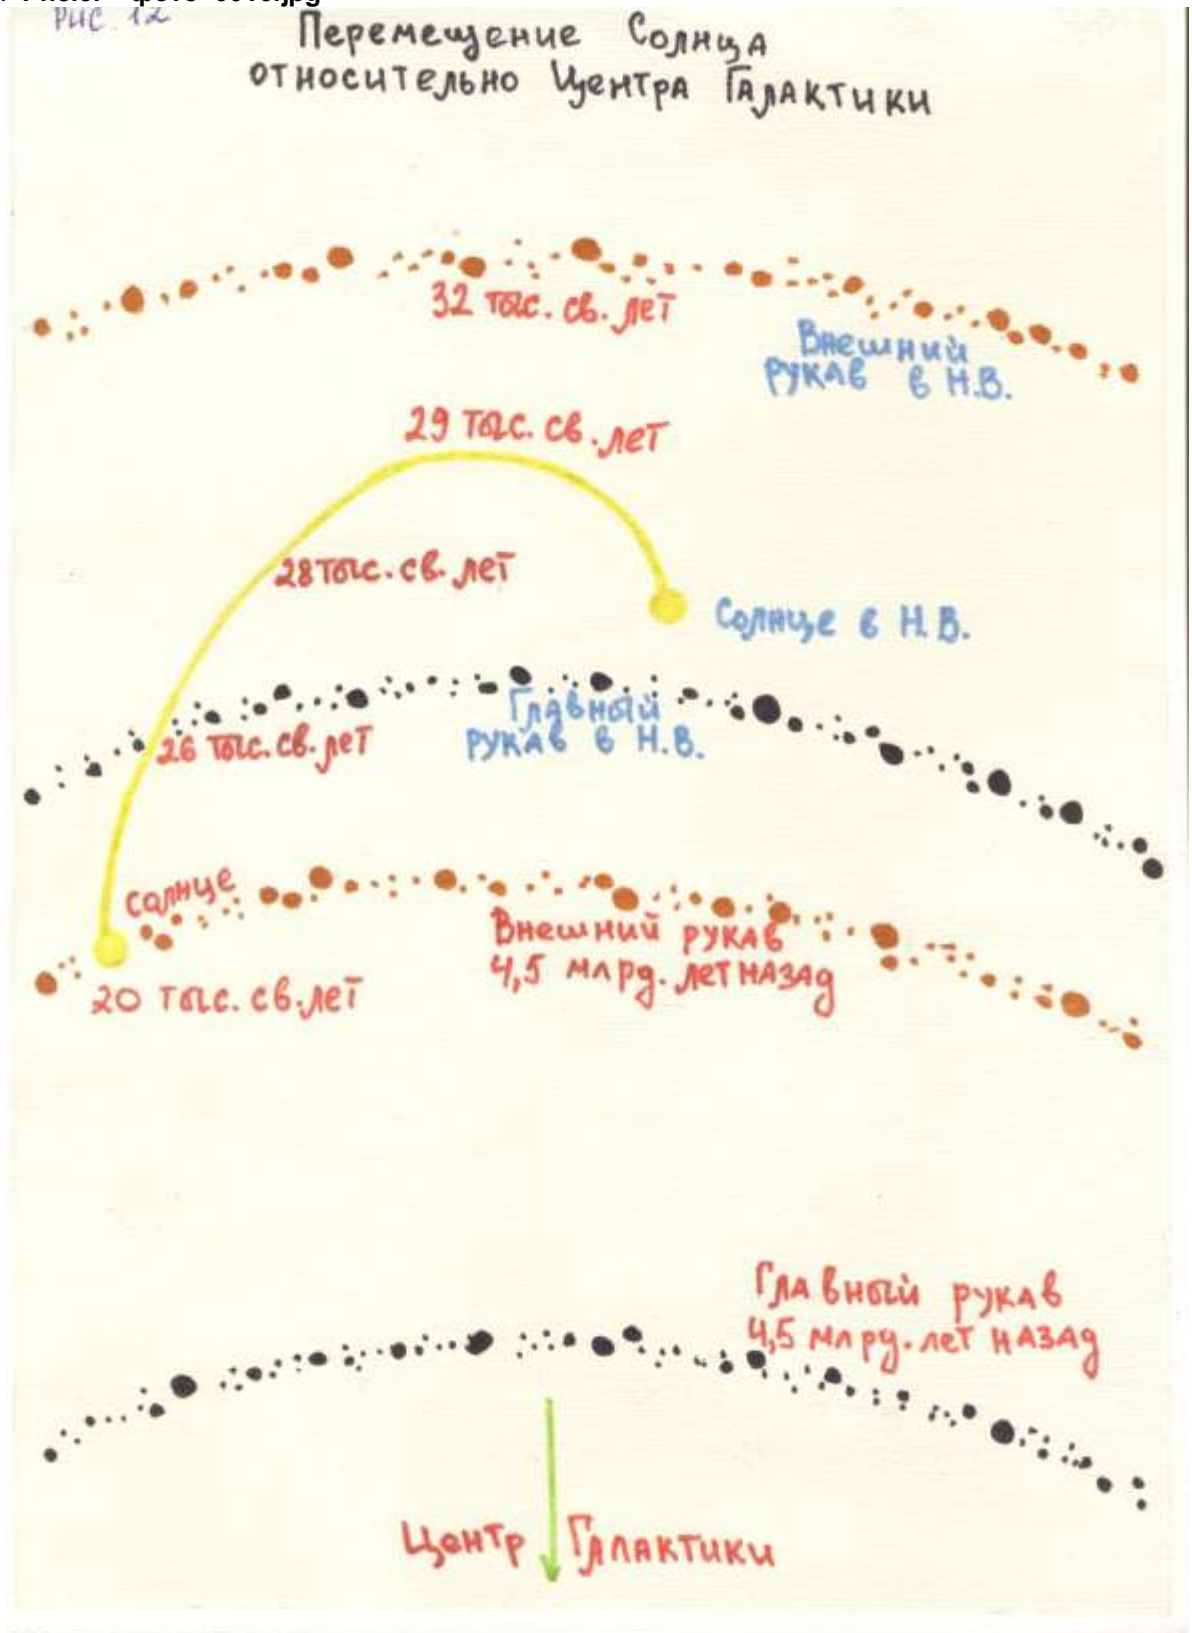 Рис. 12
Перемещение Солнца
относительно Центра Галактики
32 тыс. св. лет
Внешний
рукав в Н.В.
29 тыс. св. лет
28 тыс. св. лет
Солнце в Н.В.
Главный
рукав в Н.В.
26 тыс. св. лет
солнце
Внешний рукав
4,5 млрд. лет назад
20 тыс. св. лет
Главный рукав
4,5 млрд. лет назад
Центр Галактики